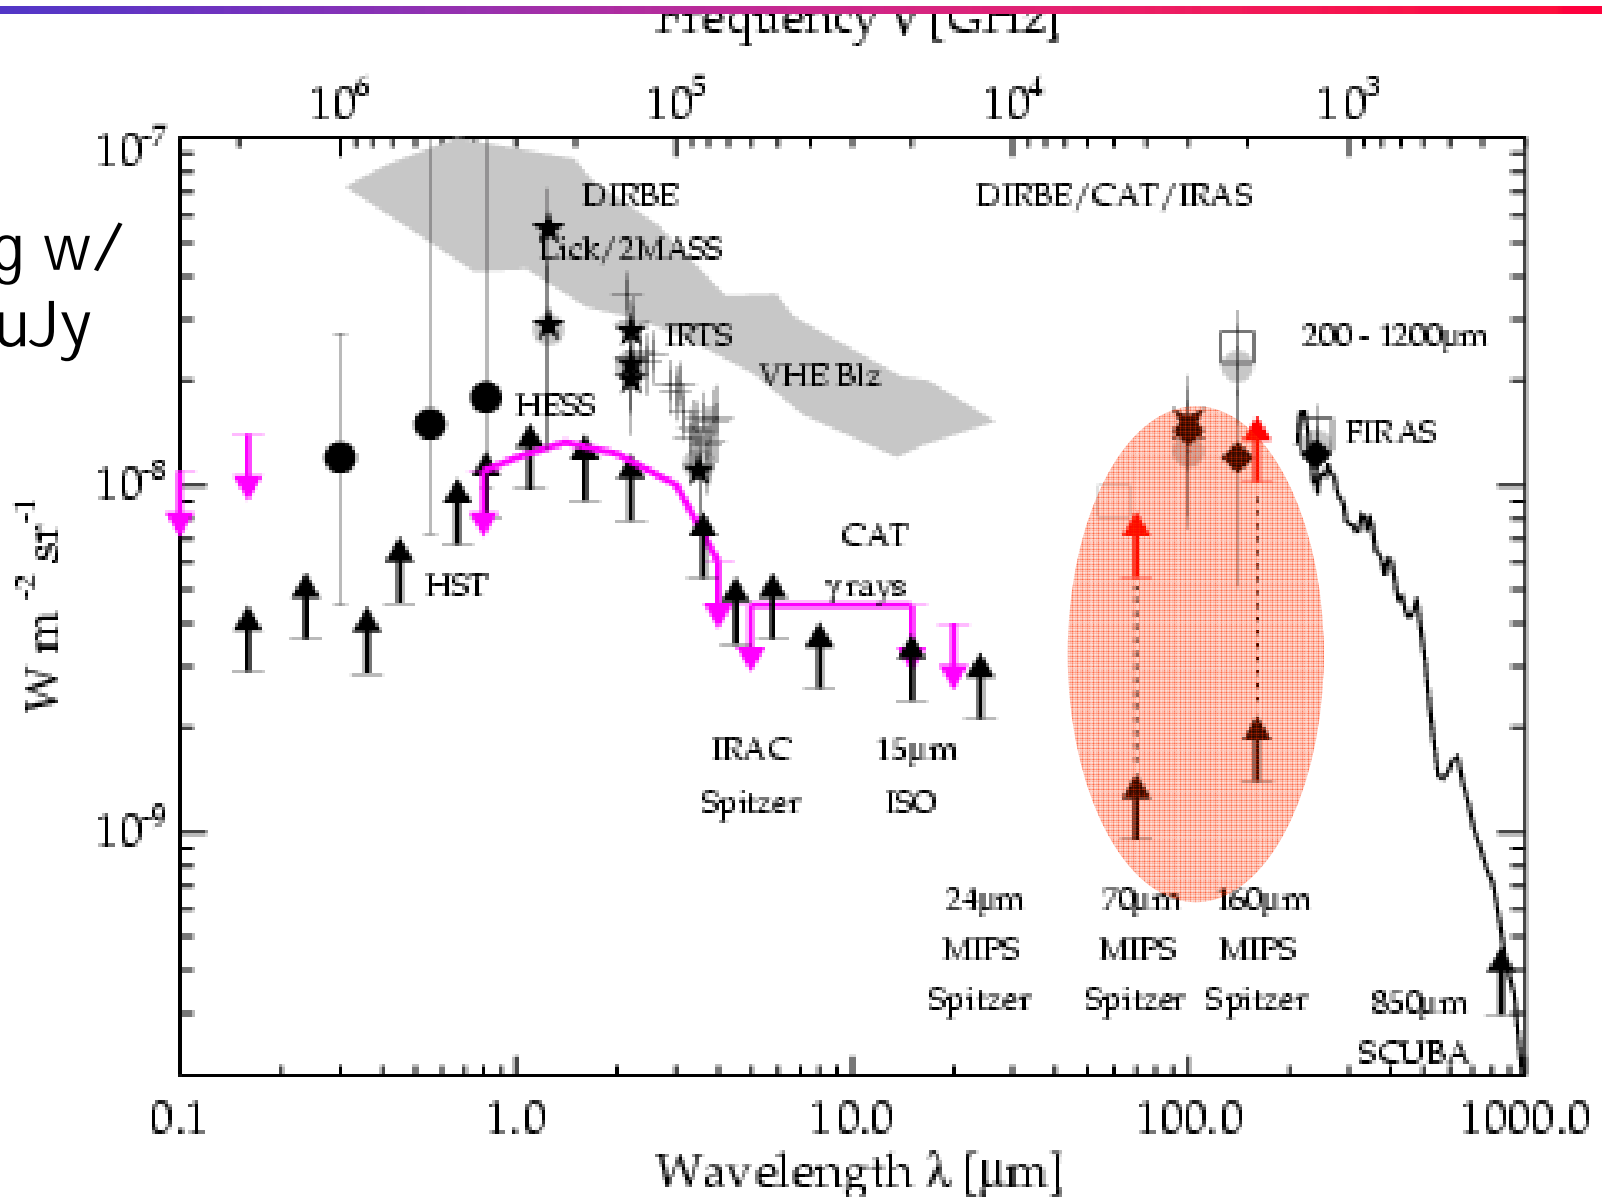 Frequency ν [GHz]
10⁶ 10⁵ 10⁴ 10³
g w/
uJy
10⁻⁷
10⁻⁸
10⁻⁹
W m⁻² sr⁻¹
DIRBE
DIRBE/CAT/IRAS
Lick/2MASS
IRTS
200 - 1200µm
VHE Blz
HESS
FIRAS
CAT
HST
γ rays
IRAC
Spitzer
15µm
ISO
24µm
MIPS
Spitzer
70µm
MIPS
Spitzer
160µm
MIPS
Spitzer
850µm
SCUBA
0.1 1.0 10.0 100.0 1000.0
Wavelength λ [µm]